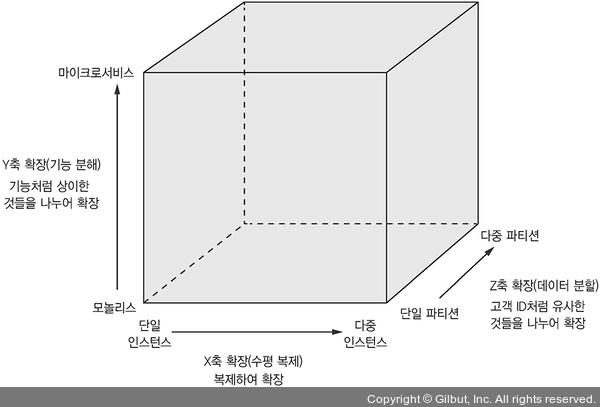 마이크로서비스
Y축 확장(기능 분해)
기능처럼 상이한
것들을 나누어 확장
다중 파티션
Z축 확장(데이터 분할)
고객 ID처럼 유사한
것들을 나누어 확장
모놀리스
단일 파티션
단일
인스턴스
다중
인스턴스
X축 확장(수평 복제)
복제하여 확장
Copyright © Gilbut, Inc. All rights reserved.